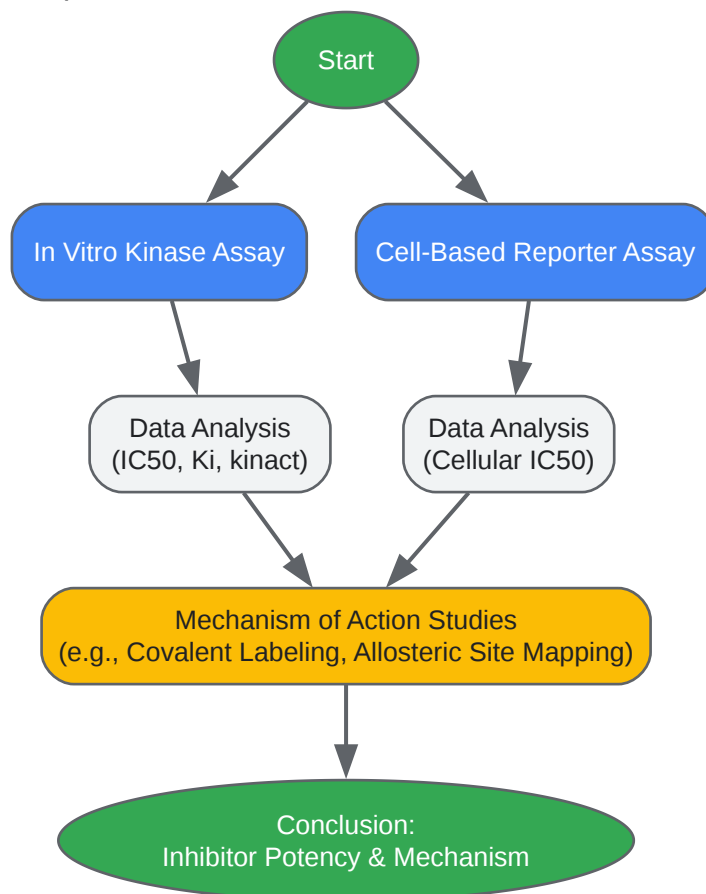 Start
In Vitro Kinase Assay
Cell-Based Reporter Assay
Data Analysis
(IC50, Ki, kinact)
Data Analysis
(Cellular IC50)
Mechanism of Action Studies
(e.g., Covalent Labeling, Allosteric Site Mapping)
Conclusion:
Inhibitor Potency & Mechanism